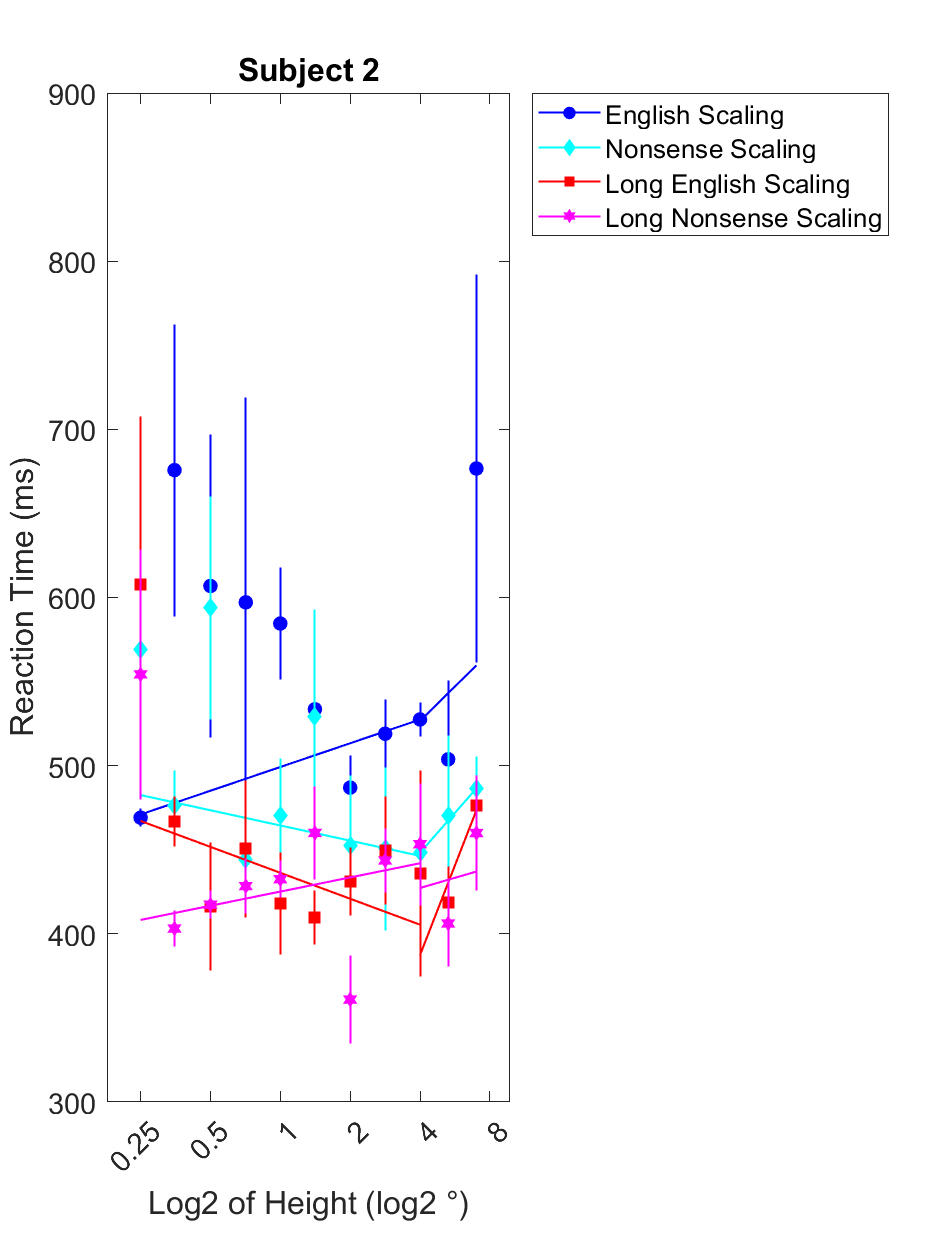 Subject 2
900
800
700
600
500
400
300
Reaction Time (ms)
0.25
0.5
1
2
4
8
Log2 of Height (log2 °)
English Scaling
Nonsense Scaling
Long English Scaling
Long Nonsense Scaling